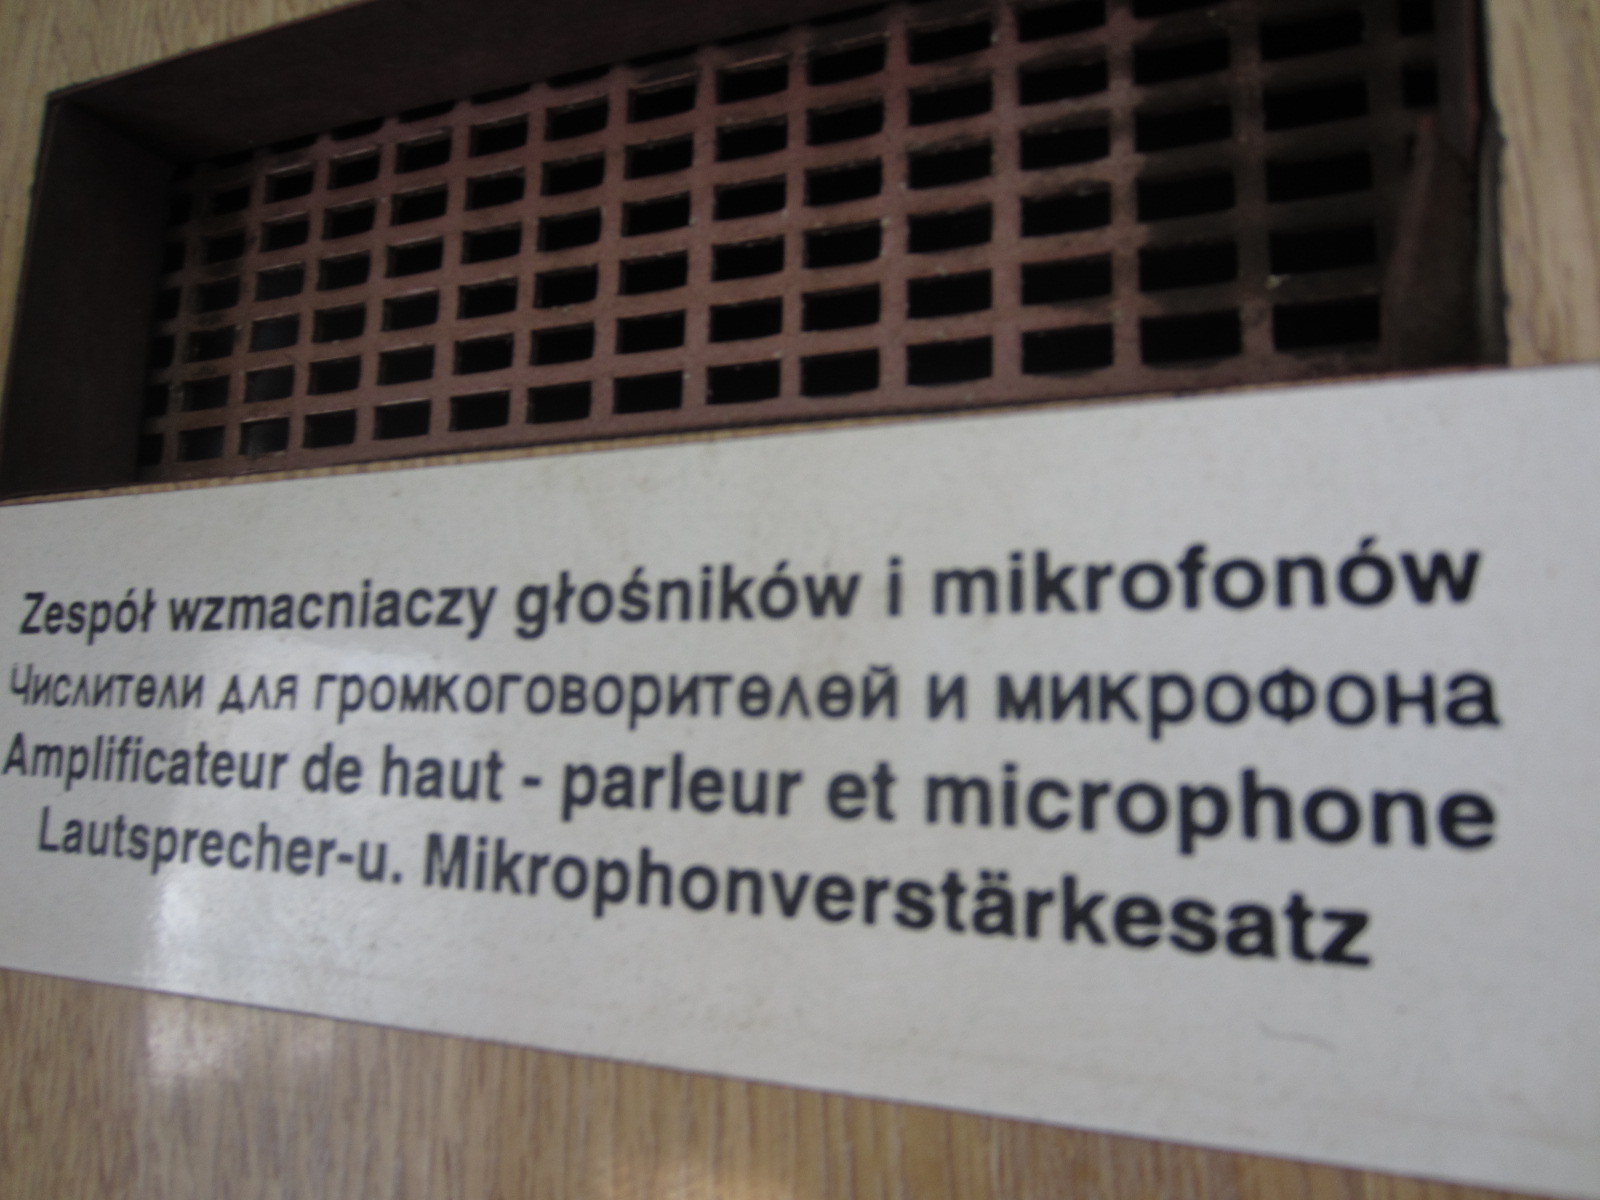 Zespół wzmacniaczy głośników i mikrofonów
Числители для громкоговорителей и микрофона
Amplificateur de haut - parleur et microphone
Lautsprecher-u. Mikrophonverstärkesatz